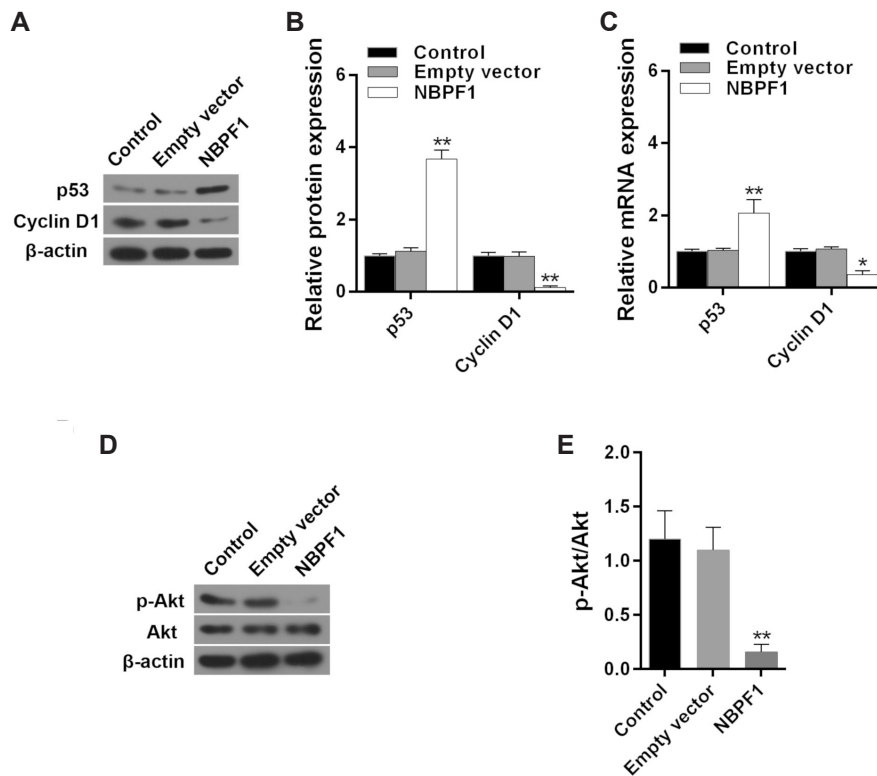 A
Control
Empty vector
NBPF1
p53
Cyclin D1
β-actin
B
Control
Empty vector
NBPF1
Relative protein expression
6
4
2
0
**
**
p53
Cyclin D1
C
Control
Empty vector
NBPF1
Relative mRNA expression
6
4
2
0
**
*
p53
Cyclin D1
D
Control
Empty vector
NBPF1
p-Akt
Akt
β-actin
E
p-Akt/Akt
2.0
1.5
1.0
0.5
0.0
**
Control
Empty vector
NBPF1